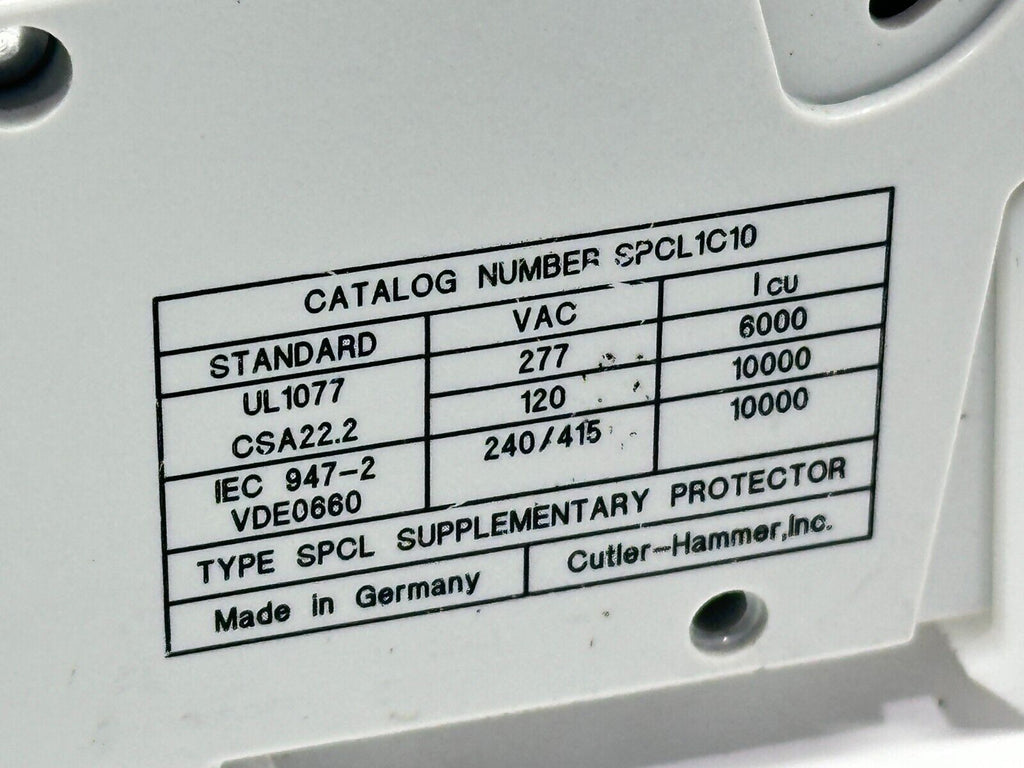 CATALOG NUMBER SPCL1C10
STANDARD VAC Icu
UL1077 277 6000
CSA22.2 120 10000
IEC 947-2 240/415 10000
VDE0660
TYPE SPCL SUPPLEMENTARY PROTECTOR
Made in Germany Cutler-Hammer,Inc.